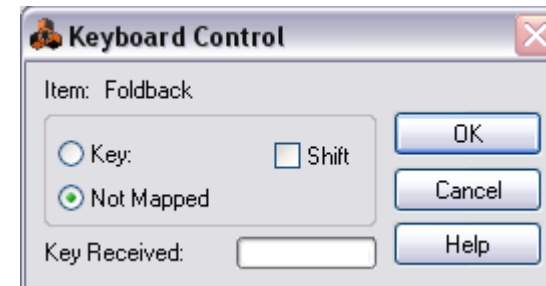 Keyboard Control
Item: Foldback
Key:
Shift
Not Mapped
Key Received:
OK
Cancel
Help